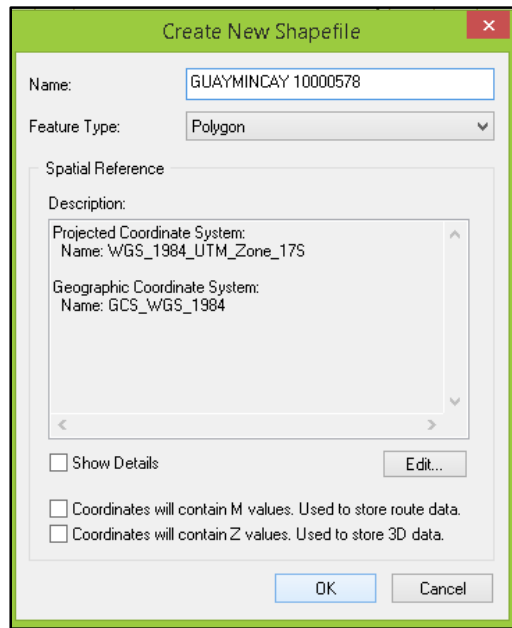 Create New Shapefile
Name: GUAYMINCAY 10000578
Feature Type: Polygon
Spatial Reference
Description:
Projected Coordinate System:
Name: WGS_1984_UTM_Zone_17S
Geographic Coordinate System:
Name: GCS_WGS_1984
Show Details
Edit...
Coordinates will contain M values. Used to store route data.
Coordinates will contain Z values. Used to store 3D data.
OK Cancel